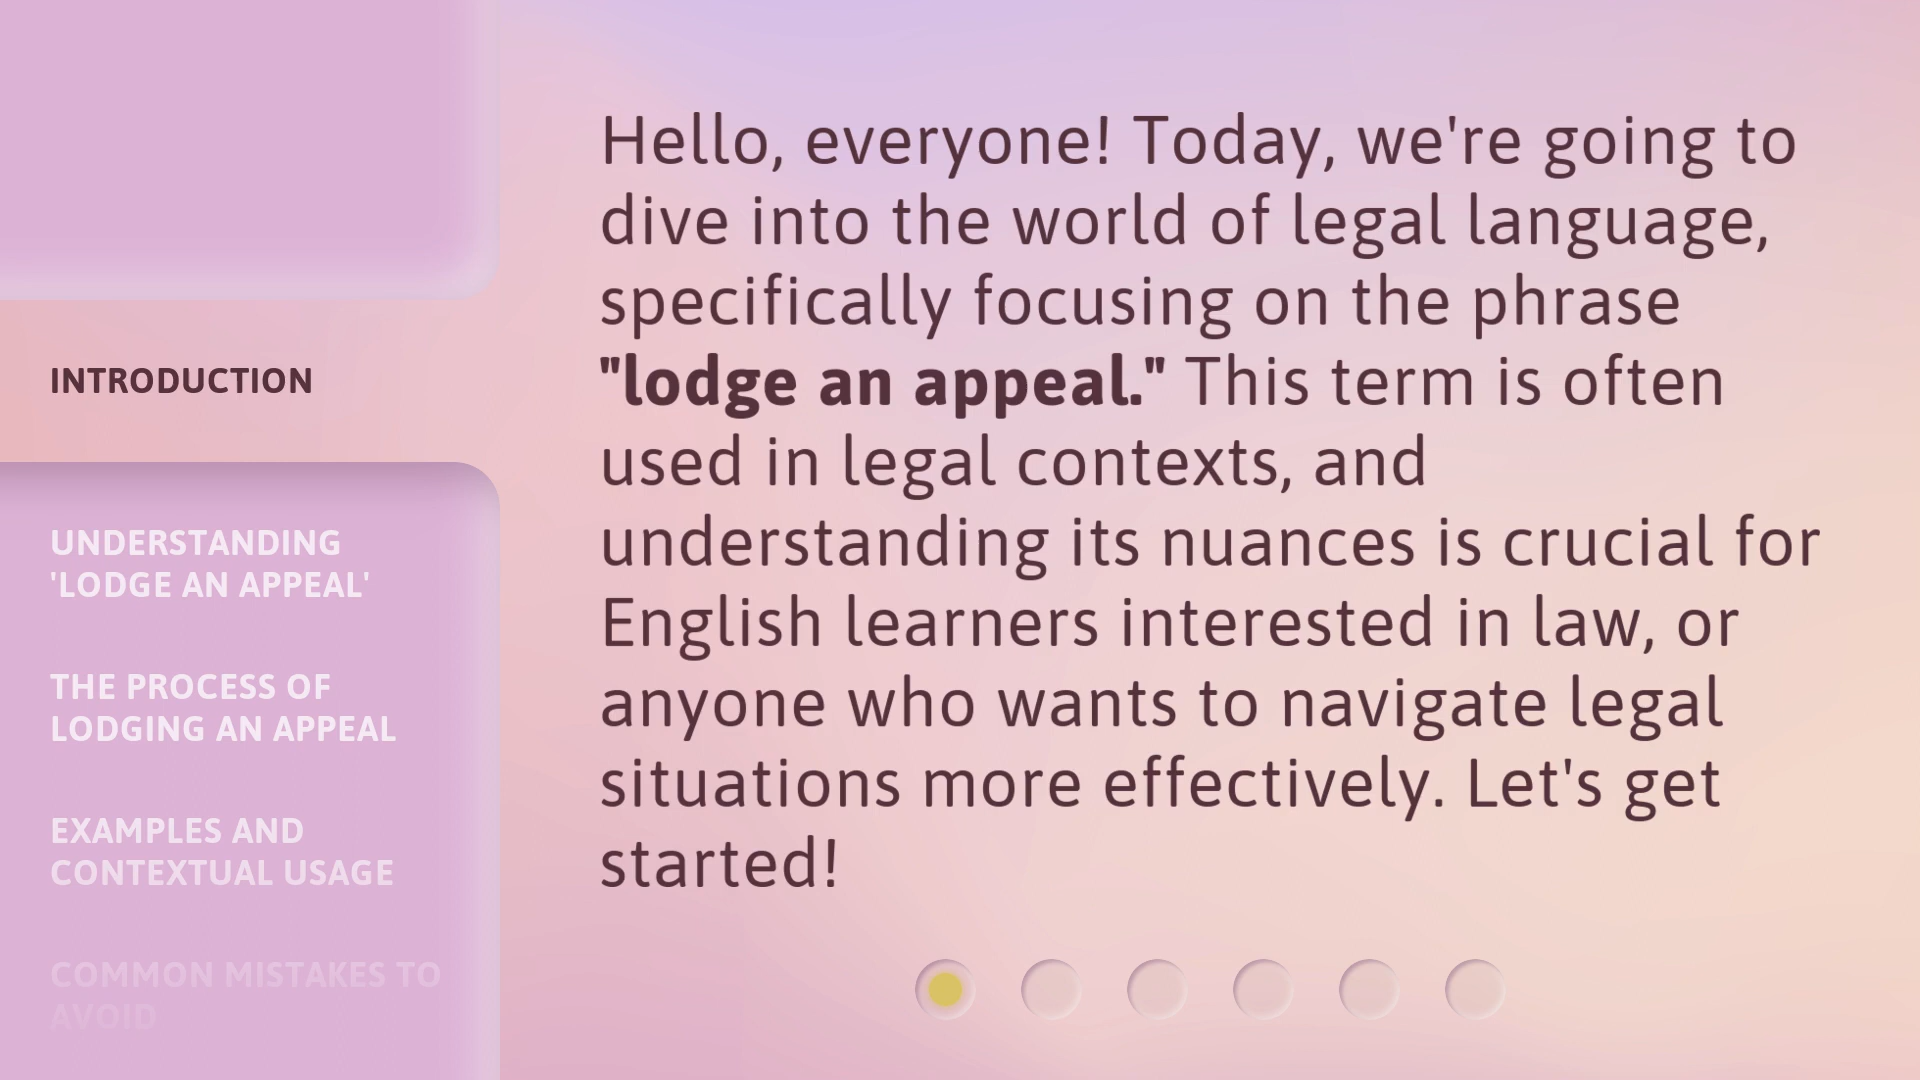 INTRODUCTION
UNDERSTANDING
'LODGE AN APPEAL'
THE PROCESS OF
LODGING AN APPEAL
EXAMPLES AND
CONTEXTUAL USAGE
COMMON MISTAKES TO
AVOID
Hello, everyone! Today, we're going to
dive into the world of legal language,
specifically focusing on the phrase
"lodge an appeal." This term is often
used in legal contexts, and
understanding its nuances is crucial for
English learners interested in law, or
anyone who wants to navigate legal
situations more effectively. Let's get
started!